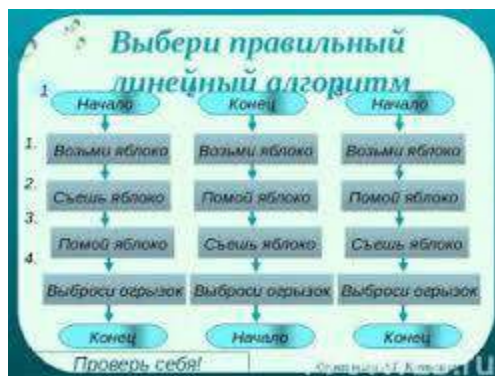 Выбери правильный
линейный алгоритм
1
Начало Конец Начало
1. Возьми яблоко Возьми яблоко Возьми яблоко
2. Съешь яблоко Помой яблоко Помой яблоко
3. Помой яблоко Съешь яблоко Съешь яблоко
4. Выброси огрызок Выброси огрызок Выброси огрызок
Конец Начало Конец
Проверь себя!